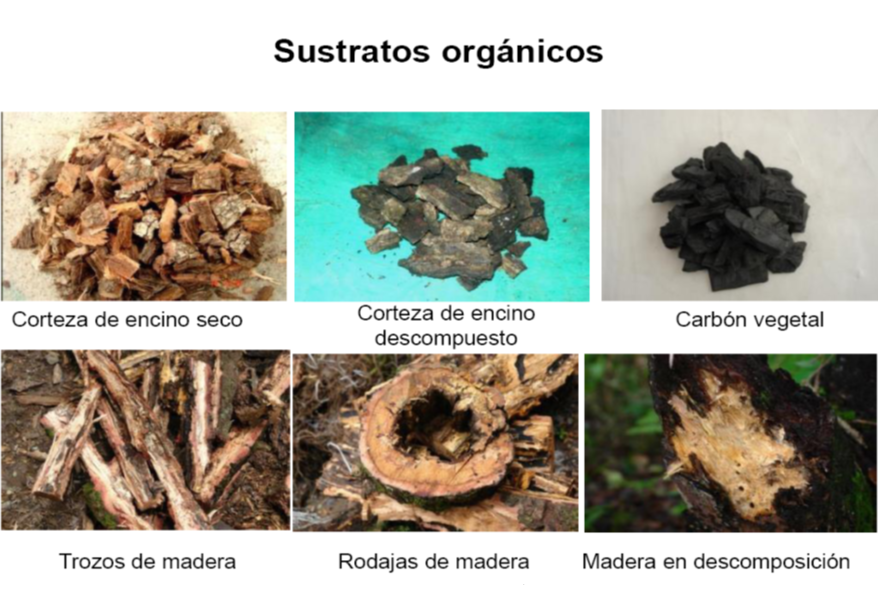 Sustratos orgánicos
Corteza de encino seco
Corteza de encino
descompuesto
Carbón vegetal
Trozos de madera
Rodajas de madera
Madera en descomposición